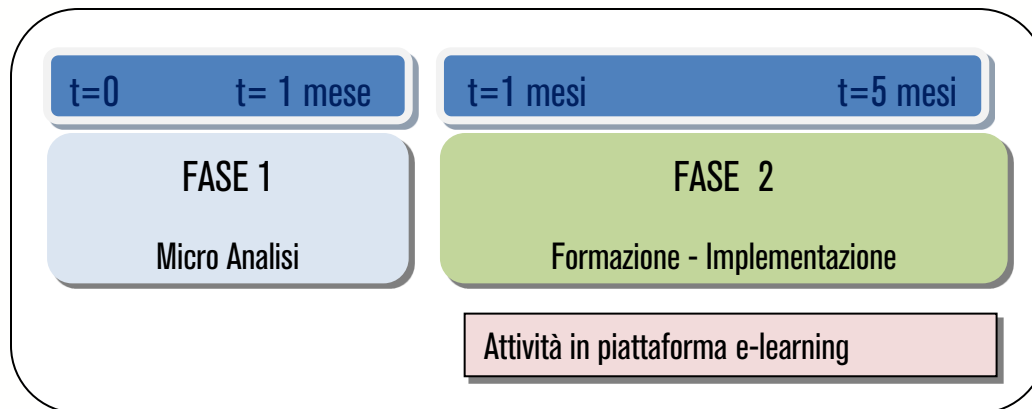 t=0 t= 1 mese
t=1 mesi t=5 mesi
FASE 1
Micro Analisi
FASE 2
Formazione - Implementazione
Attività in piattaforma e-learning